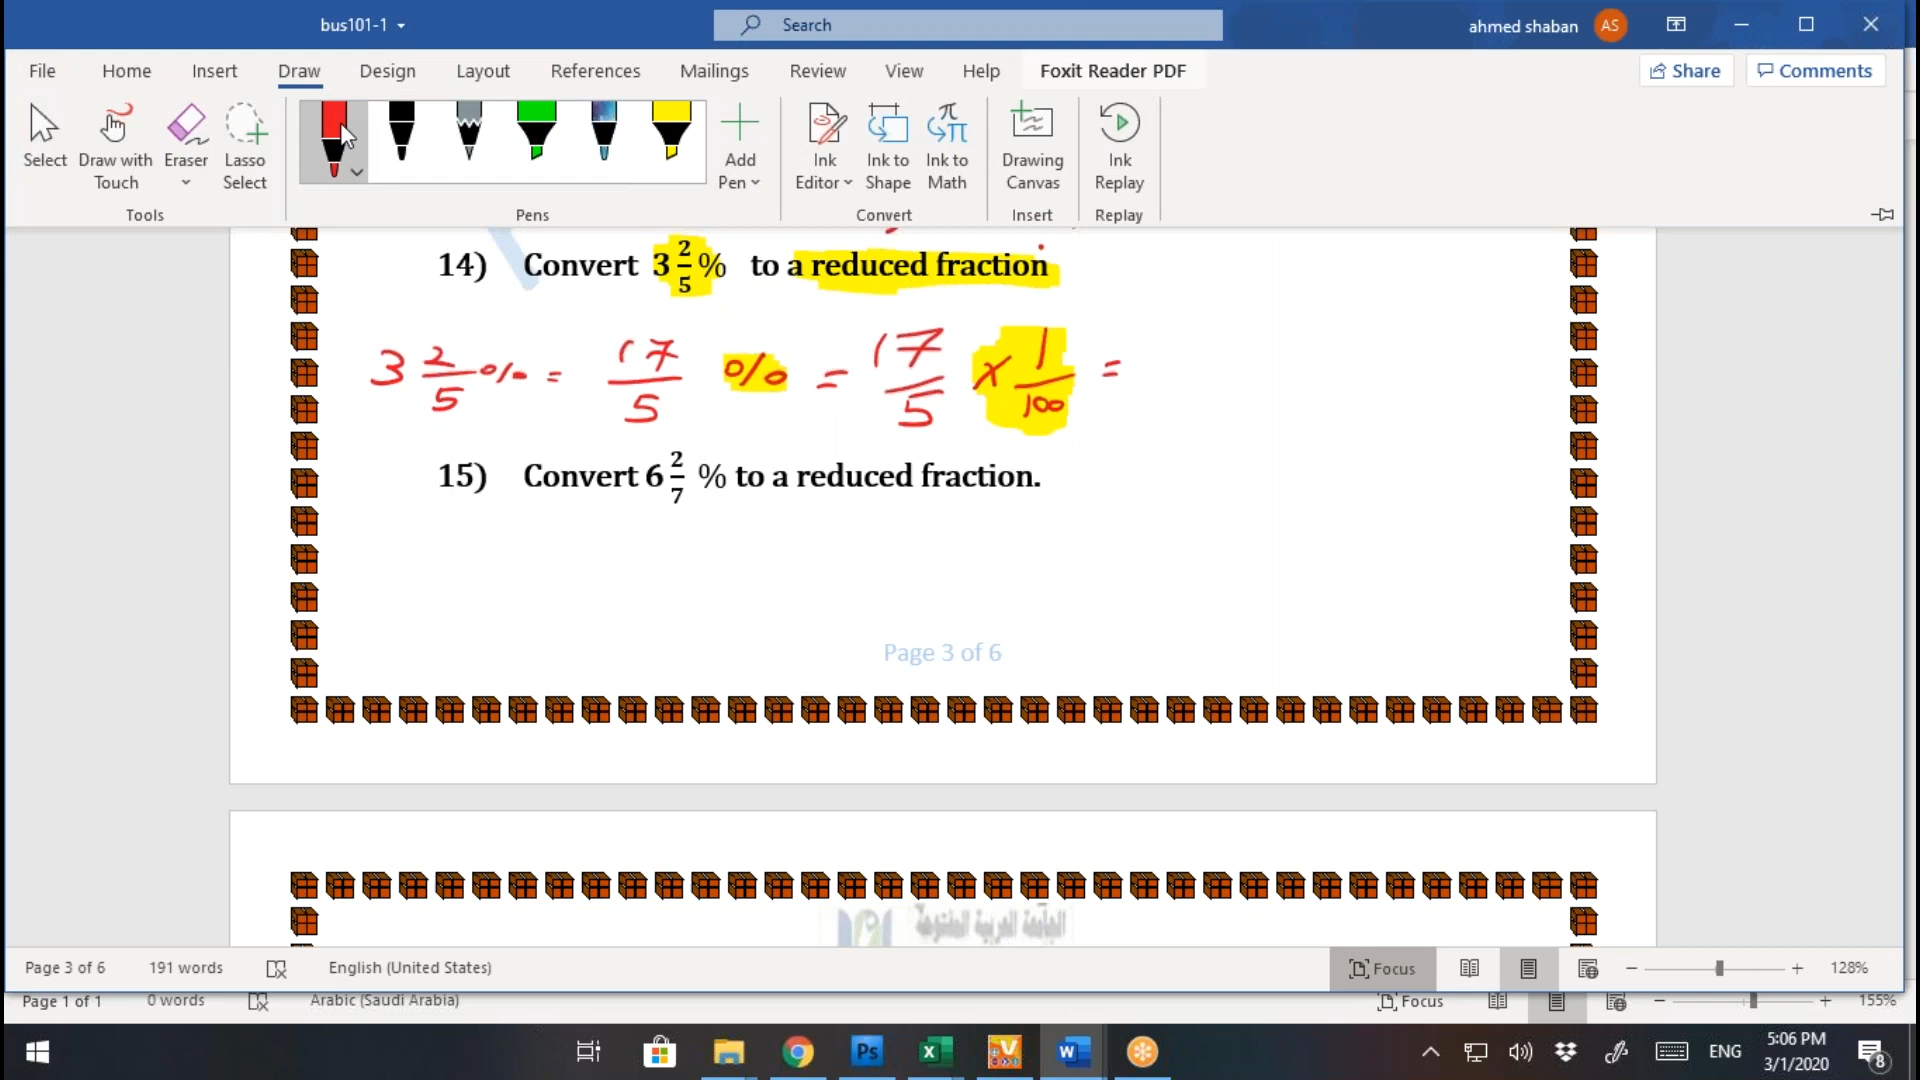 bus101-1
Search
ahmed shaban AS
File Home Insert Draw Design Layout References Mailings Review View Help Foxit Reader PDF Share Comments
Select Draw with Touch Eraser Lasso Select Add Pen Ink Editor Ink to Shape Ink to Math Drawing Canvas Ink Replay
Tools Pens Convert Insert Replay
14) Convert 3 2/5 % to a reduced fraction
3 2/5 % = 17/5 % = 17/5 × 1/100 =
15) Convert 6 2/7 % to a reduced fraction.
Page 3 of 6
الجامعة العربية المفتوحة
Page 3 of 6 191 words English (United States) Focus 128%
Page 1 of 1 0 words Arabic (Saudi Arabia) Focus 155%
Ps X V W ENG 5:06 PM 8
3/1/2020